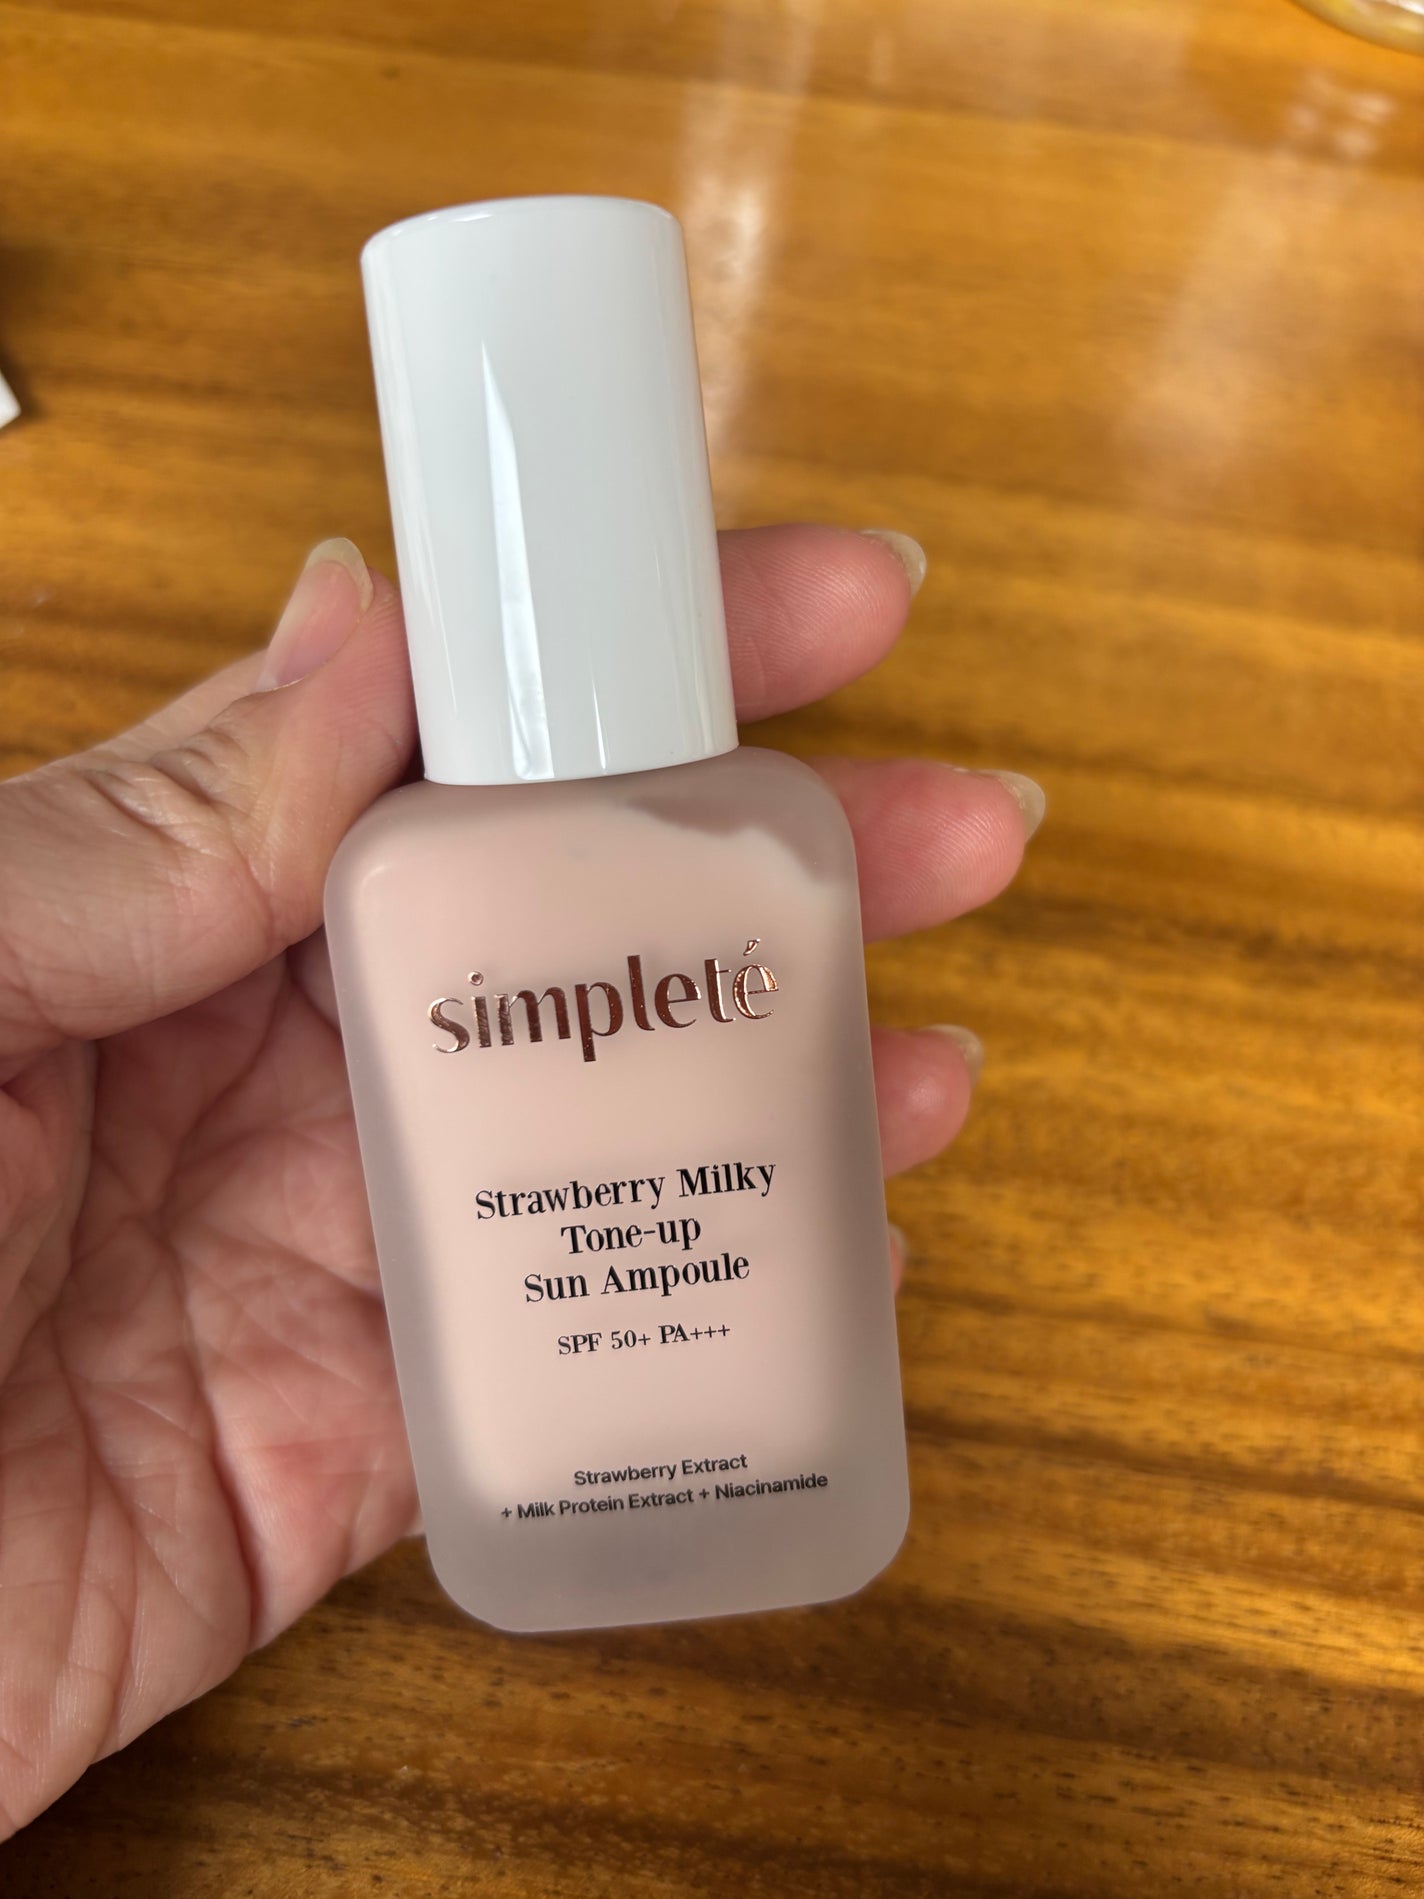 simpleté
Strawberry Milky
Tone-up
Sun Ampoule
SPF 50+ PA+++
Strawberry Extract
+ Milk Protein Extract + Niacinamide